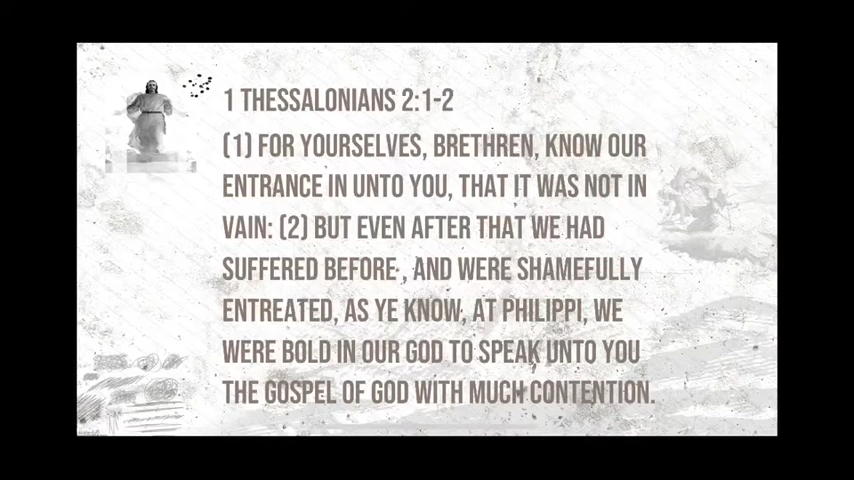 1 THESSALONIANS 2:1-2
(1) FOR YOURSELVES, BRETHREN, KNOW OUR
ENTRANCE IN UNTO YOU, THAT IT WAS NOT IN
VAIN: (2) BUT EVEN AFTER THAT WE HAD
SUFFERED BEFORE , AND WERE SHAMEFULLY
ENTREATED, AS YE KNOW, AT PHILIPPI, WE
WERE BOLD IN OUR GOD TO SPEAK UNTO YOU
THE GOSPEL OF GOD WITH MUCH CONTENTION.